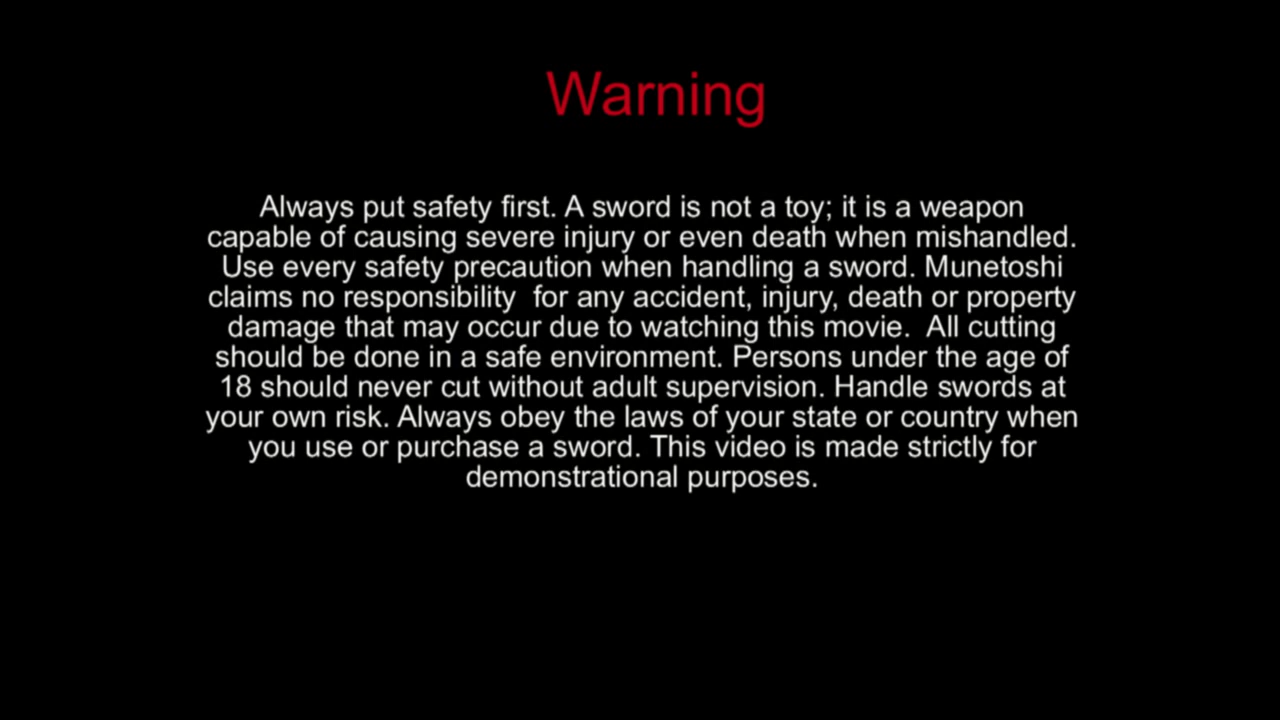 Warning
Always put safety first. A sword is not a toy; it is a weapon
capable of causing severe injury or even death when mishandled.
Use every safety precaution when handling a sword. Munetoshi
claims no responsibility  for any accident, injury, death or property
damage that may occur due to watching this movie.  All cutting
should be done in a safe environment. Persons under the age of
18 should never cut without adult supervision. Handle swords at
your own risk. Always obey the laws of your state or country when
you use or purchase a sword. This video is made strictly for
demonstrational purposes.